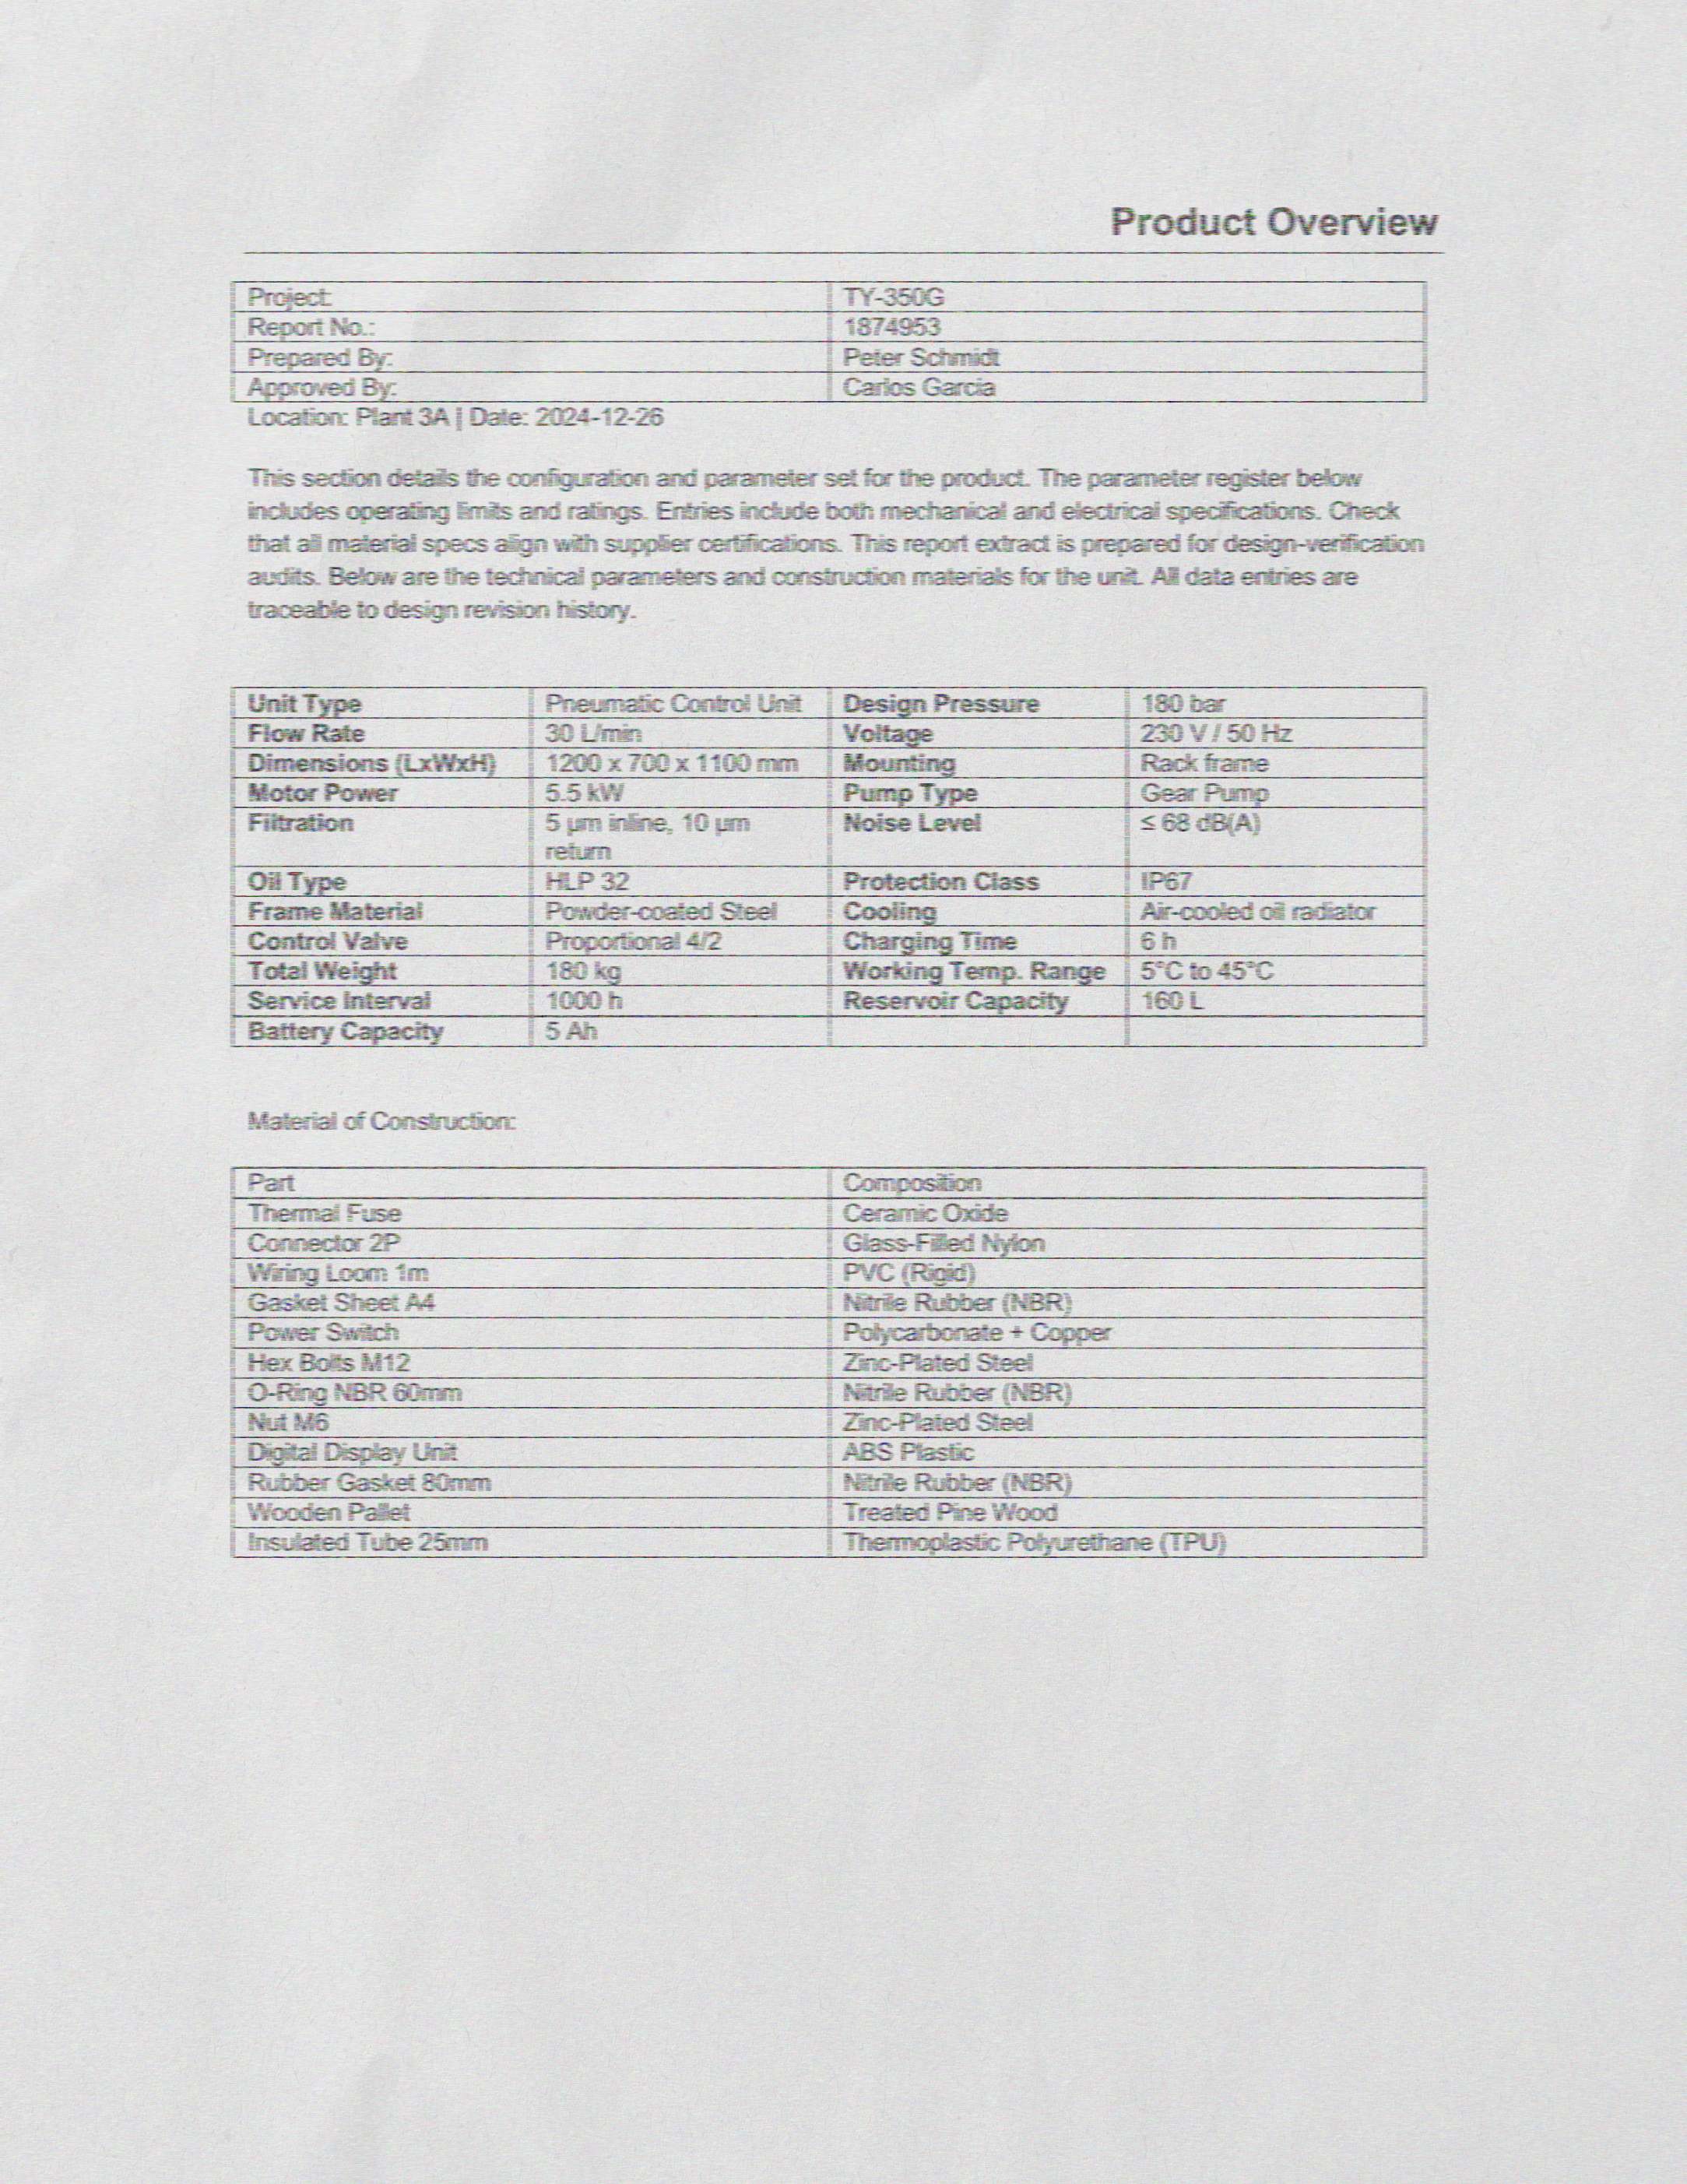 Product Overview
Project: TY-350G
Report No.: 1874953
Prepared By: Peter Schmidt
Approved By: Carlos Garcia
Location: Plant 3A | Date: 2024-12-26
This section details the configuration and parameter set for the product. The parameter register below
includes operating limits and ratings. Entries include both mechanical and electrical specifications. Check
that all material specs align with supplier certifications. This report extract is prepared for design-verification
audits. Below are the technical parameters and construction materials for the unit. All data entries are
traceable to design revision history.
Unit Type Pneumatic Control Unit Design Pressure 180 bar
Flow Rate 30 L/min Voltage 230 V / 50 Hz
Dimensions (LxWxH) 1200 x 700 x 1100 mm Mounting Rack frame
Motor Power 5.5 kW Pump Type Gear Pump
Filtration 5 µm inline, 10 µm Noise Level ≤ 68 dB(A)
return
Oil Type HLP 32 Protection Class IP67
Frame Material Powder-coated Steel Cooling Air-cooled oil radiator
Control Valve Proportional 4/2 Charging Time 6 h
Total Weight 180 kg Working Temp. Range 5°C to 45°C
Service Interval 1000 h Reservoir Capacity 160 L
Battery Capacity 5 Ah
Material of Construction:
Part Composition
Thermal Fuse Ceramic Oxide
Connector 2P Glass-Filled Nylon
Wiring Loom 1m PVC (Rigid)
Gasket Sheet A4 Nitrile Rubber (NBR)
Power Switch Polycarbonate + Copper
Hex Bolts M12 Zinc-Plated Steel
O-Ring NBR 60mm Nitrile Rubber (NBR)
Nut M6 Zinc-Plated Steel
Digital Display Unit ABS Plastic
Rubber Gasket 80mm Nitrile Rubber (NBR)
Wooden Pallet Treated Pine Wood
Insulated Tube 25mm Thermoplastic Polyurethane (TPU)